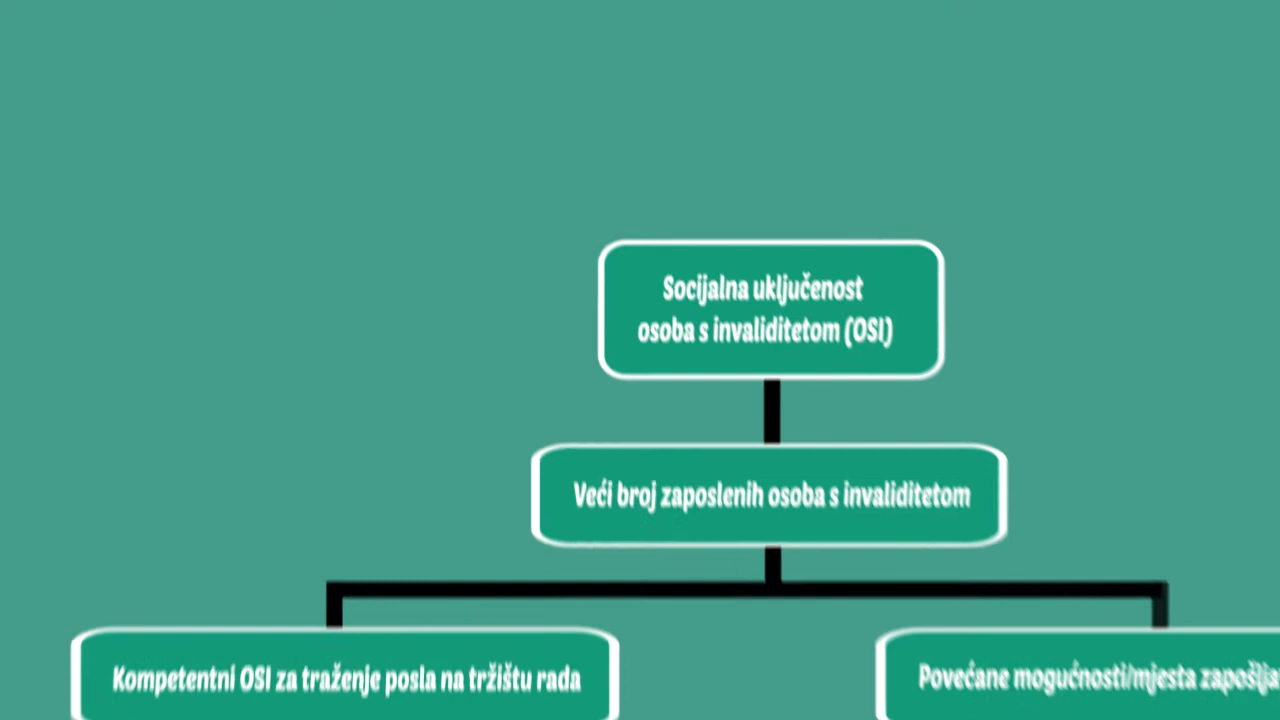 Socijalna uključenost
osoba s invaliditetom (OSI)
Veći broj zaposlenih osoba s invaliditetom
Kompetentni OSI za traženje posla na tržištu rada
Povećane mogućnosti/mjesta